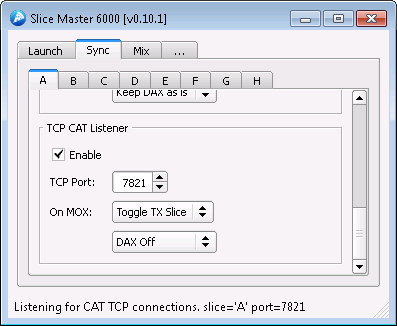 Slice Master 6000 [v0.10.1]
Launch Sync Mix ...
A B C D E F G H
Keep DAX as is
TCP CAT Listener
Enable
TCP Port: 7821
On MOX: Toggle TX Slice
DAX Off
Listening for CAT TCP connections. slice='A' port=7821